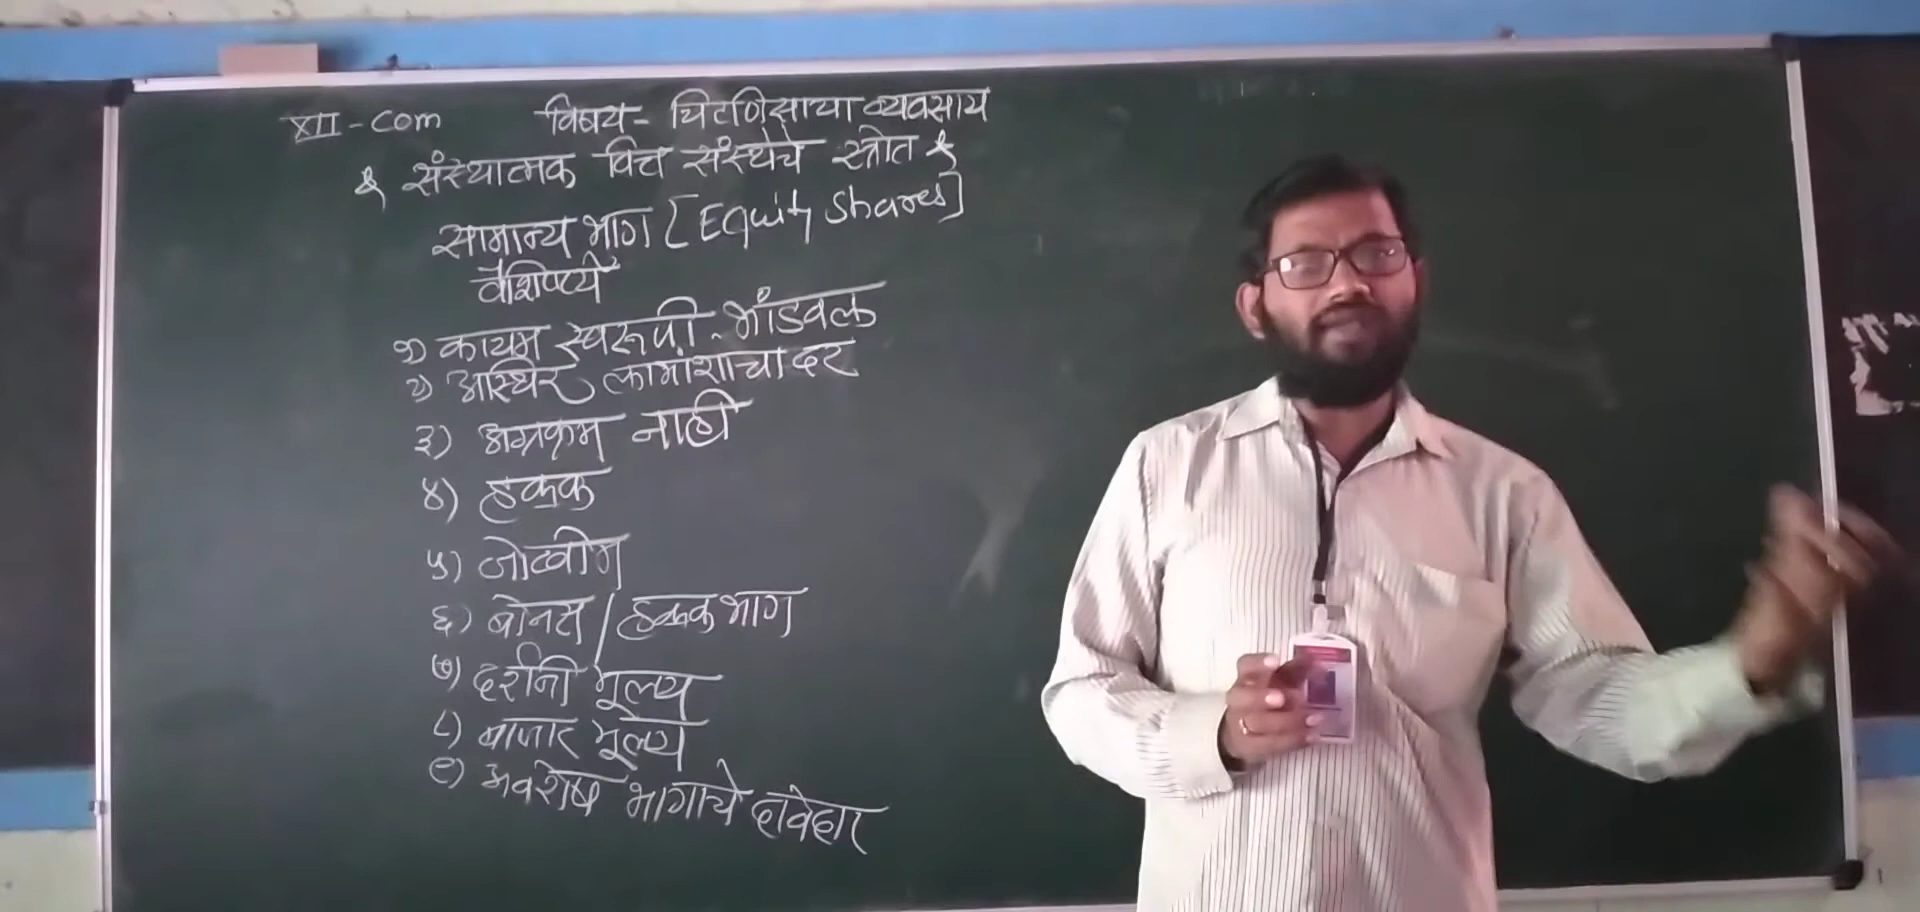 XII - com विषय - चिटणिसाचा व्यवसाय
संस्थात्मक वित्त संस्थेचे स्त्रोत
सामान्य भाग [Equity Shares]
वैशिष्ट्ये
१) कायम स्वरूपी भांडवल
२) अस्थिर लाभांशाचा दर
३) अग्रक्रम नाही
४) हक्क
५) जोखीम
६) बोनस / हक्क भाग
७) दर्शनी मूल्य
८) बाजार मूल्य
९) अवशेष भागाचे दावेदार